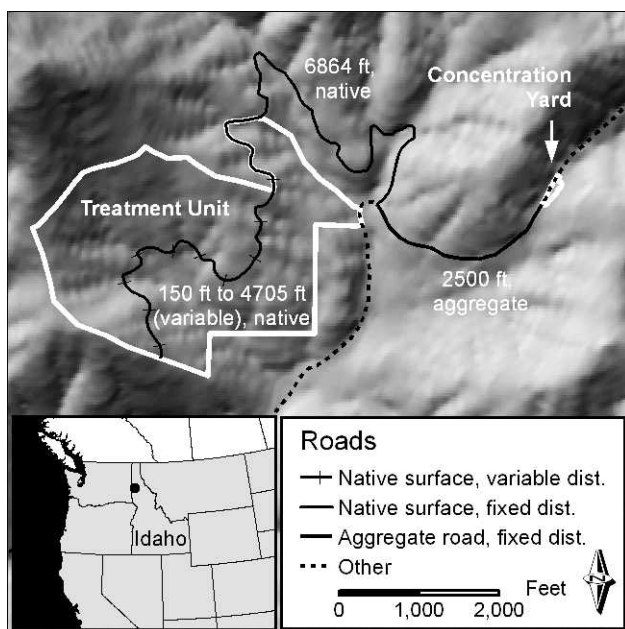 6864 ft,
native
Concentration
Yard
Treatment Unit
150 ft to 4705 ft
(variable), native
2500 ft,
aggregate
Idaho
Roads
Native surface, variable dist.
Native surface, fixed dist.
Aggregate road, fixed dist.
Other
Feet
0 1,000 2,000
N